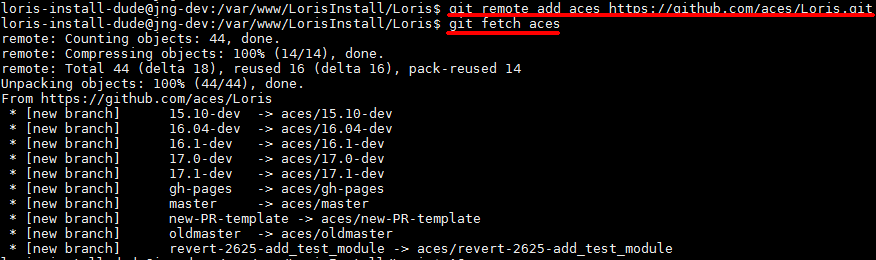 loris-install-dude@jng-dev:/var/www/LorisInstall/Loris$ git remote add aces https://github.com/aces/Loris.git
loris-install-dude@jng-dev:/var/www/LorisInstall/Loris$ git fetch aces
remote: Counting objects: 44, done.
remote: Compressing objects: 100% (14/14), done.
remote: Total 44 (delta 18), reused 16 (delta 16), pack-reused 14
Unpacking objects: 100% (44/44), done.
From https://github.com/aces/Loris
 * [new branch]      15.10-dev  -> aces/15.10-dev
 * [new branch]      16.04-dev  -> aces/16.04-dev
 * [new branch]      16.1-dev   -> aces/16.1-dev
 * [new branch]      17.0-dev   -> aces/17.0-dev
 * [new branch]      17.1-dev   -> aces/17.1-dev
 * [new branch]      gh-pages   -> aces/gh-pages
 * [new branch]      master     -> aces/master
 * [new branch]      new-PR-template -> aces/new-PR-template
 * [new branch]      oldmaster  -> aces/oldmaster
 * [new branch]      revert-2625-add_test_module -> aces/revert-2625-add_test_module